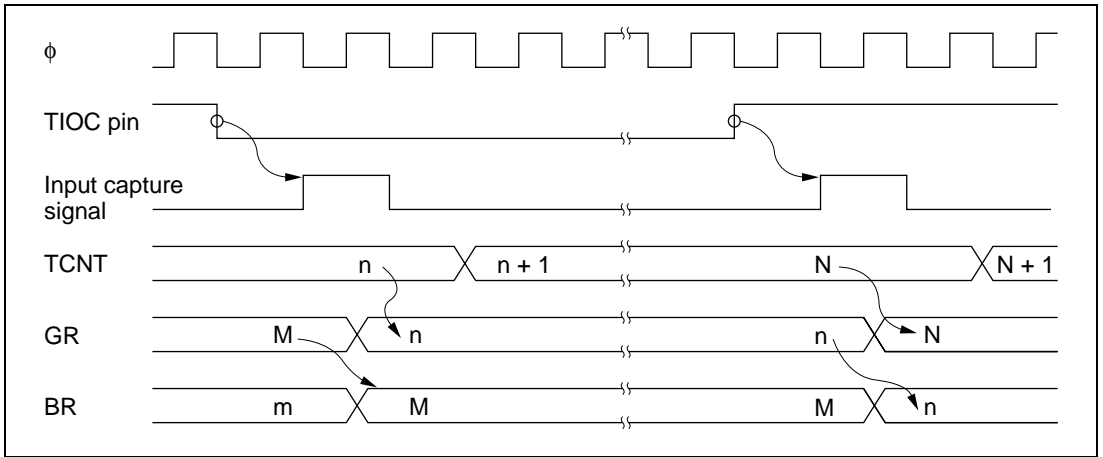 ϕ
TIOC pin
Input capture
signal
TCNT n n + 1 N N + 1
GR M n n N
BR m M M n